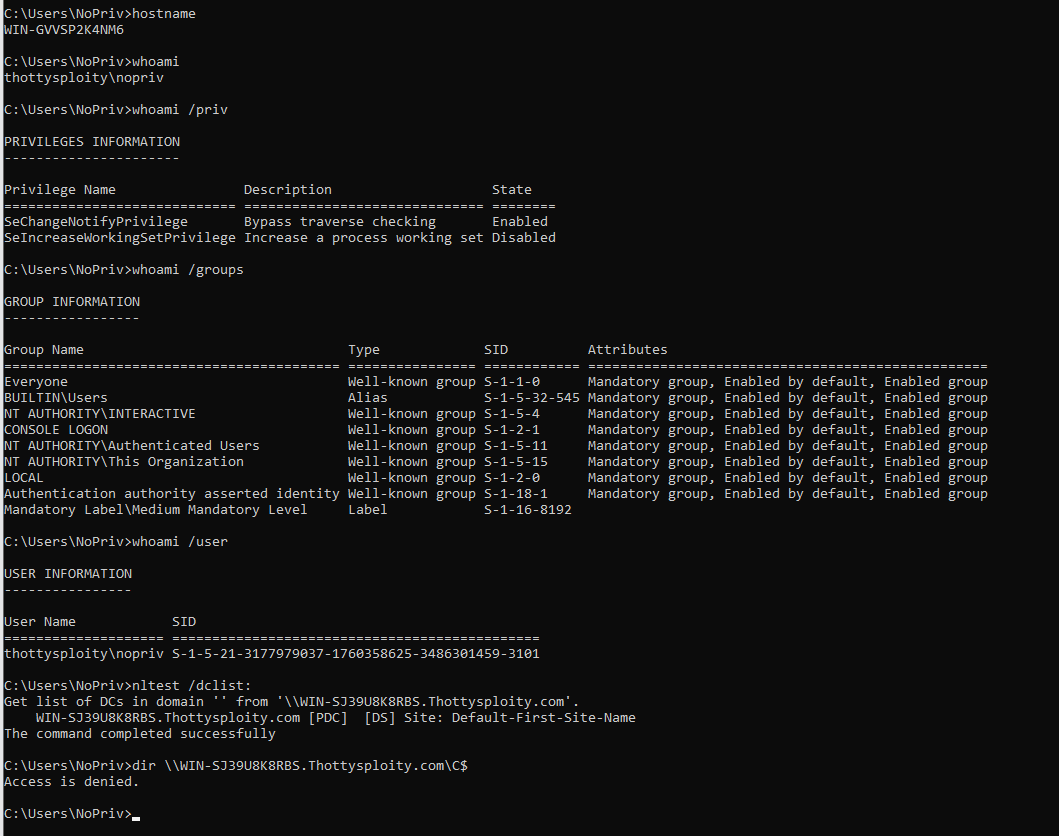 C:\Users\NoPriv>hostname
WIN-GVVSP2K4NM6
C:\Users\NoPriv>whoami
thottysploity\nopriv
C:\Users\NoPriv>whoami /priv
PRIVILEGES INFORMATION
----------------------
Privilege Name                Description                    State
============================= ============================== ========
SeChangeNotifyPrivilege       Bypass traverse checking       Enabled
SeIncreaseWorkingSetPrivilege Increase a process working set Disabled
C:\Users\NoPriv>whoami /groups
GROUP INFORMATION
-----------------
Group Name                                 Type             SID          Attributes
========================================== ================ ============ ==================================================
Everyone                                   Well-known group S-1-1-0      Mandatory group, Enabled by default, Enabled group
BUILTIN\Users                              Alias            S-1-5-32-545 Mandatory group, Enabled by default, Enabled group
NT AUTHORITY\INTERACTIVE                   Well-known group S-1-5-4      Mandatory group, Enabled by default, Enabled group
CONSOLE LOGON                              Well-known group S-1-2-1      Mandatory group, Enabled by default, Enabled group
NT AUTHORITY\Authenticated Users           Well-known group S-1-5-11     Mandatory group, Enabled by default, Enabled group
NT AUTHORITY\This Organization             Well-known group S-1-5-15     Mandatory group, Enabled by default, Enabled group
LOCAL                                      Well-known group S-1-2-0      Mandatory group, Enabled by default, Enabled group
Authentication authority asserted identity Well-known group S-1-18-1     Mandatory group, Enabled by default, Enabled group
Mandatory Label\Medium Mandatory Level     Label            S-1-16-8192
C:\Users\NoPriv>whoami /user
USER INFORMATION
----------------
User Name            SID
==================== ==============================================
thottysploity\nopriv S-1-5-21-3177979037-1760358625-3486301459-3101
C:\Users\NoPriv>nltest /dclist:
Get list of DCs in domain '' from '\\WIN-SJ39U8K8RBS.Thottysploity.com'.
    WIN-SJ39U8K8RBS.Thottysploity.com [PDC]  [DS] Site: Default-First-Site-Name
The command completed successfully
C:\Users\NoPriv>dir \\WIN-SJ39U8K8RBS.Thottysploity.com\C$
Access is denied.
C:\Users\NoPriv>